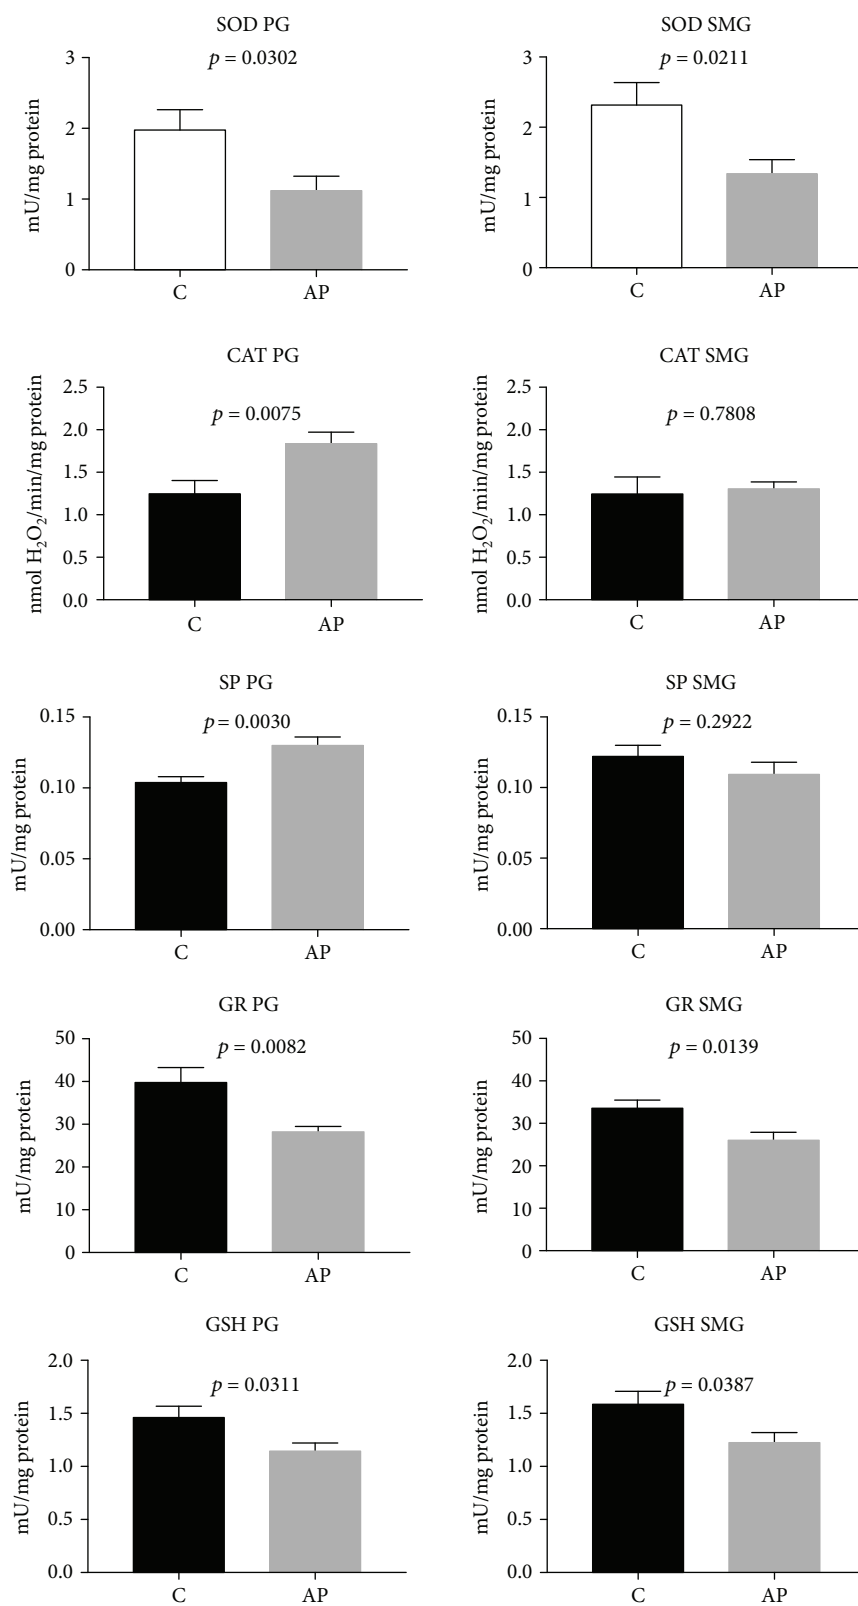 SOD PG
p = 0.0302
mU/mg protein
3
2
1
0
C AP
SOD SMG
p = 0.0211
mU/mg protein
3
2
1
0
C AP
CAT PG
p = 0.0075
nmol H₂O₂/min/mg protein
2.5
2.0
1.5
1.0
0.5
0.0
C AP
CAT SMG
p = 0.7808
nmol H₂O₂/min/mg protein
2.5
2.0
1.5
1.0
0.5
0.0
C AP
SP PG
p = 0.0030
mU/mg protein
0.15
0.10
0.05
0.00
C AP
SP SMG
p = 0.2922
mU/mg protein
0.15
0.10
0.05
0.00
C AP
GR PG
p = 0.0082
mU/mg protein
50
40
30
20
10
0
C AP
GR SMG
p = 0.0139
mU/mg protein
50
40
30
20
10
0
C AP
GSH PG
p = 0.0311
mU/mg protein
2.0
1.5
1.0
0.5
0.0
C AP
GSH SMG
p = 0.0387
mU/mg protein
2.0
1.5
1.0
0.5
0.0
C AP